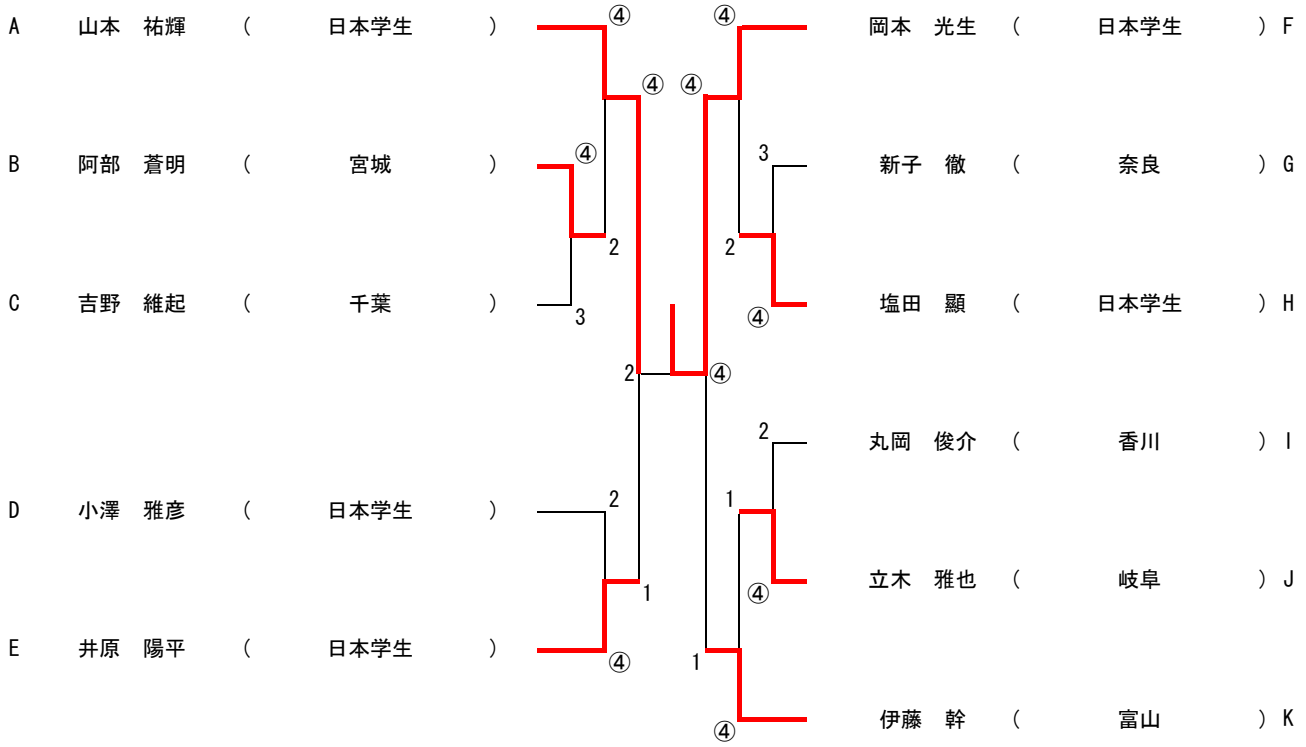 ④ ④
A 山本 祐輝 ( 日本学生 ) 岡本 光生 ( 日本学生 ) F
④ ④
④ 3
B 阿部 蒼明 ( 宮城 ) 新子 徹 ( 奈良 ) G
2 2
C 吉野 維起 ( 千葉 ) 塩田 顯 ( 日本学生 ) H
3 ④
2 ④
2
丸岡 俊介 ( 香川 ) I
2 1
D 小澤 雅彦 ( 日本学生 )
立木 雅也 ( 岐阜 ) J
1 ④
E 井原 陽平 ( 日本学生 )
④ 1
伊藤 幹 ( 富山 ) K
④